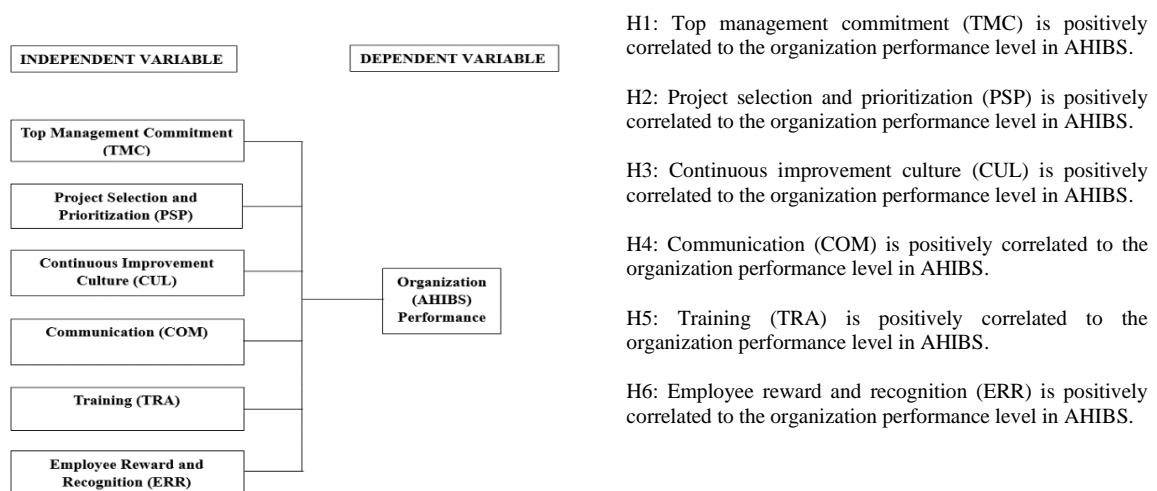 INDEPENDENT VARIABLE
DEPENDENT VARIABLE
Top Management Commitment
(TMC)
Project Selection and
Prioritization (PSP)
Continuous Improvement
Culture (CUL)
Communication (COM)
Training (TRA)
Employee Reward and
Recognition (ERR)
Organization
(AHIBS)
Performance
H1: Top management commitment (TMC) is positively
correlated to the organization performance level in AHIBS.
H2: Project selection and prioritization (PSP) is positively
correlated to the organization performance level in AHIBS.
H3: Continuous improvement culture (CUL) is positively
correlated to the organization performance level in AHIBS.
H4: Communication (COM) is positively correlated to the
organization performance level in AHIBS.
H5: Training (TRA) is positively correlated to the
organization performance level in AHIBS.
H6: Employee reward and recognition (ERR) is positively
correlated to the organization performance level in AHIBS.